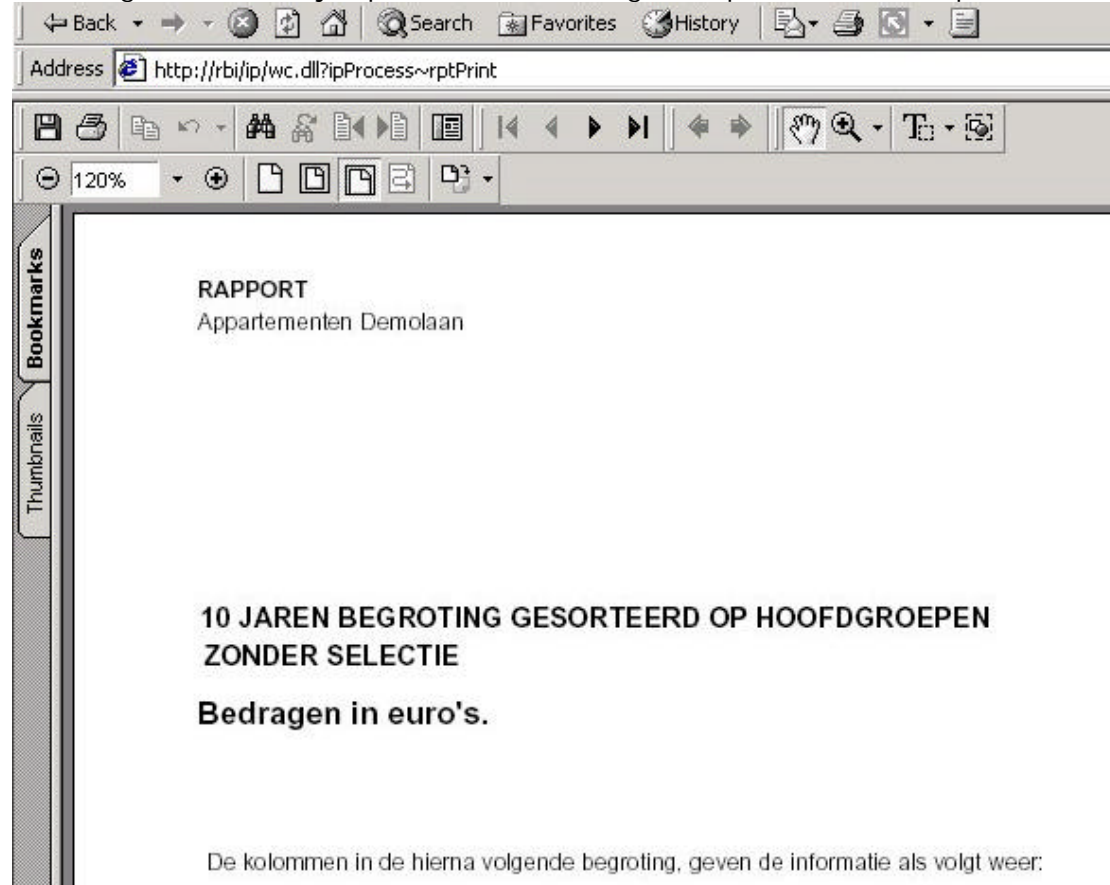 Back Search Favorites History
Address http://rbi/ip/wc.dll?ipProcess~rptPrint
120%
Bookmarks
Thumbnails
RAPPORT
Appartementen Demolaan
10 JAREN BEGROTING GESORTEERD OP HOOFDGROEPEN
ZONDER SELECTIE
Bedragen in euro's.
De kolommen in de hierna volgende begroting, geven de informatie als volgt weer: